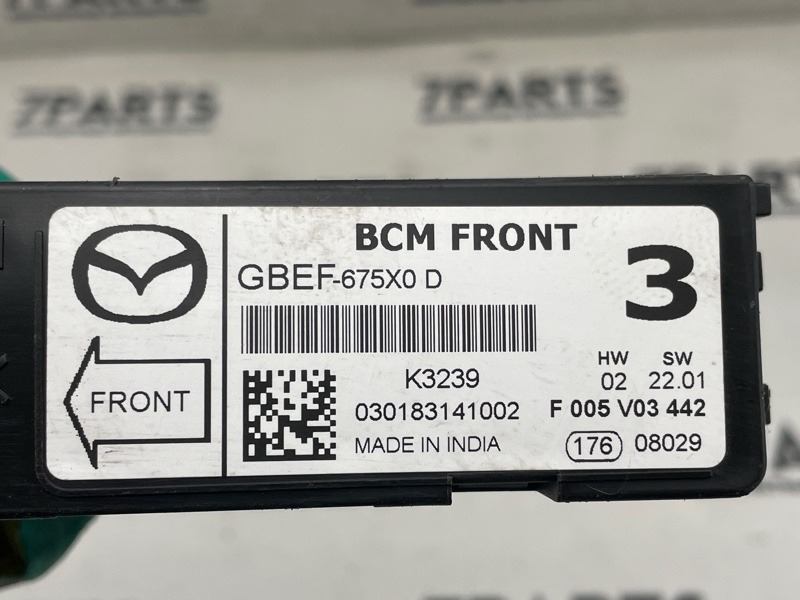 7PARTS
7PARTS
BCM FRONT
GBEF-675X0 D
3
FRONT
K3239
030183141002
MADE IN INDIA
HW SW
02 22.01
F 005 V03 442
176 08029